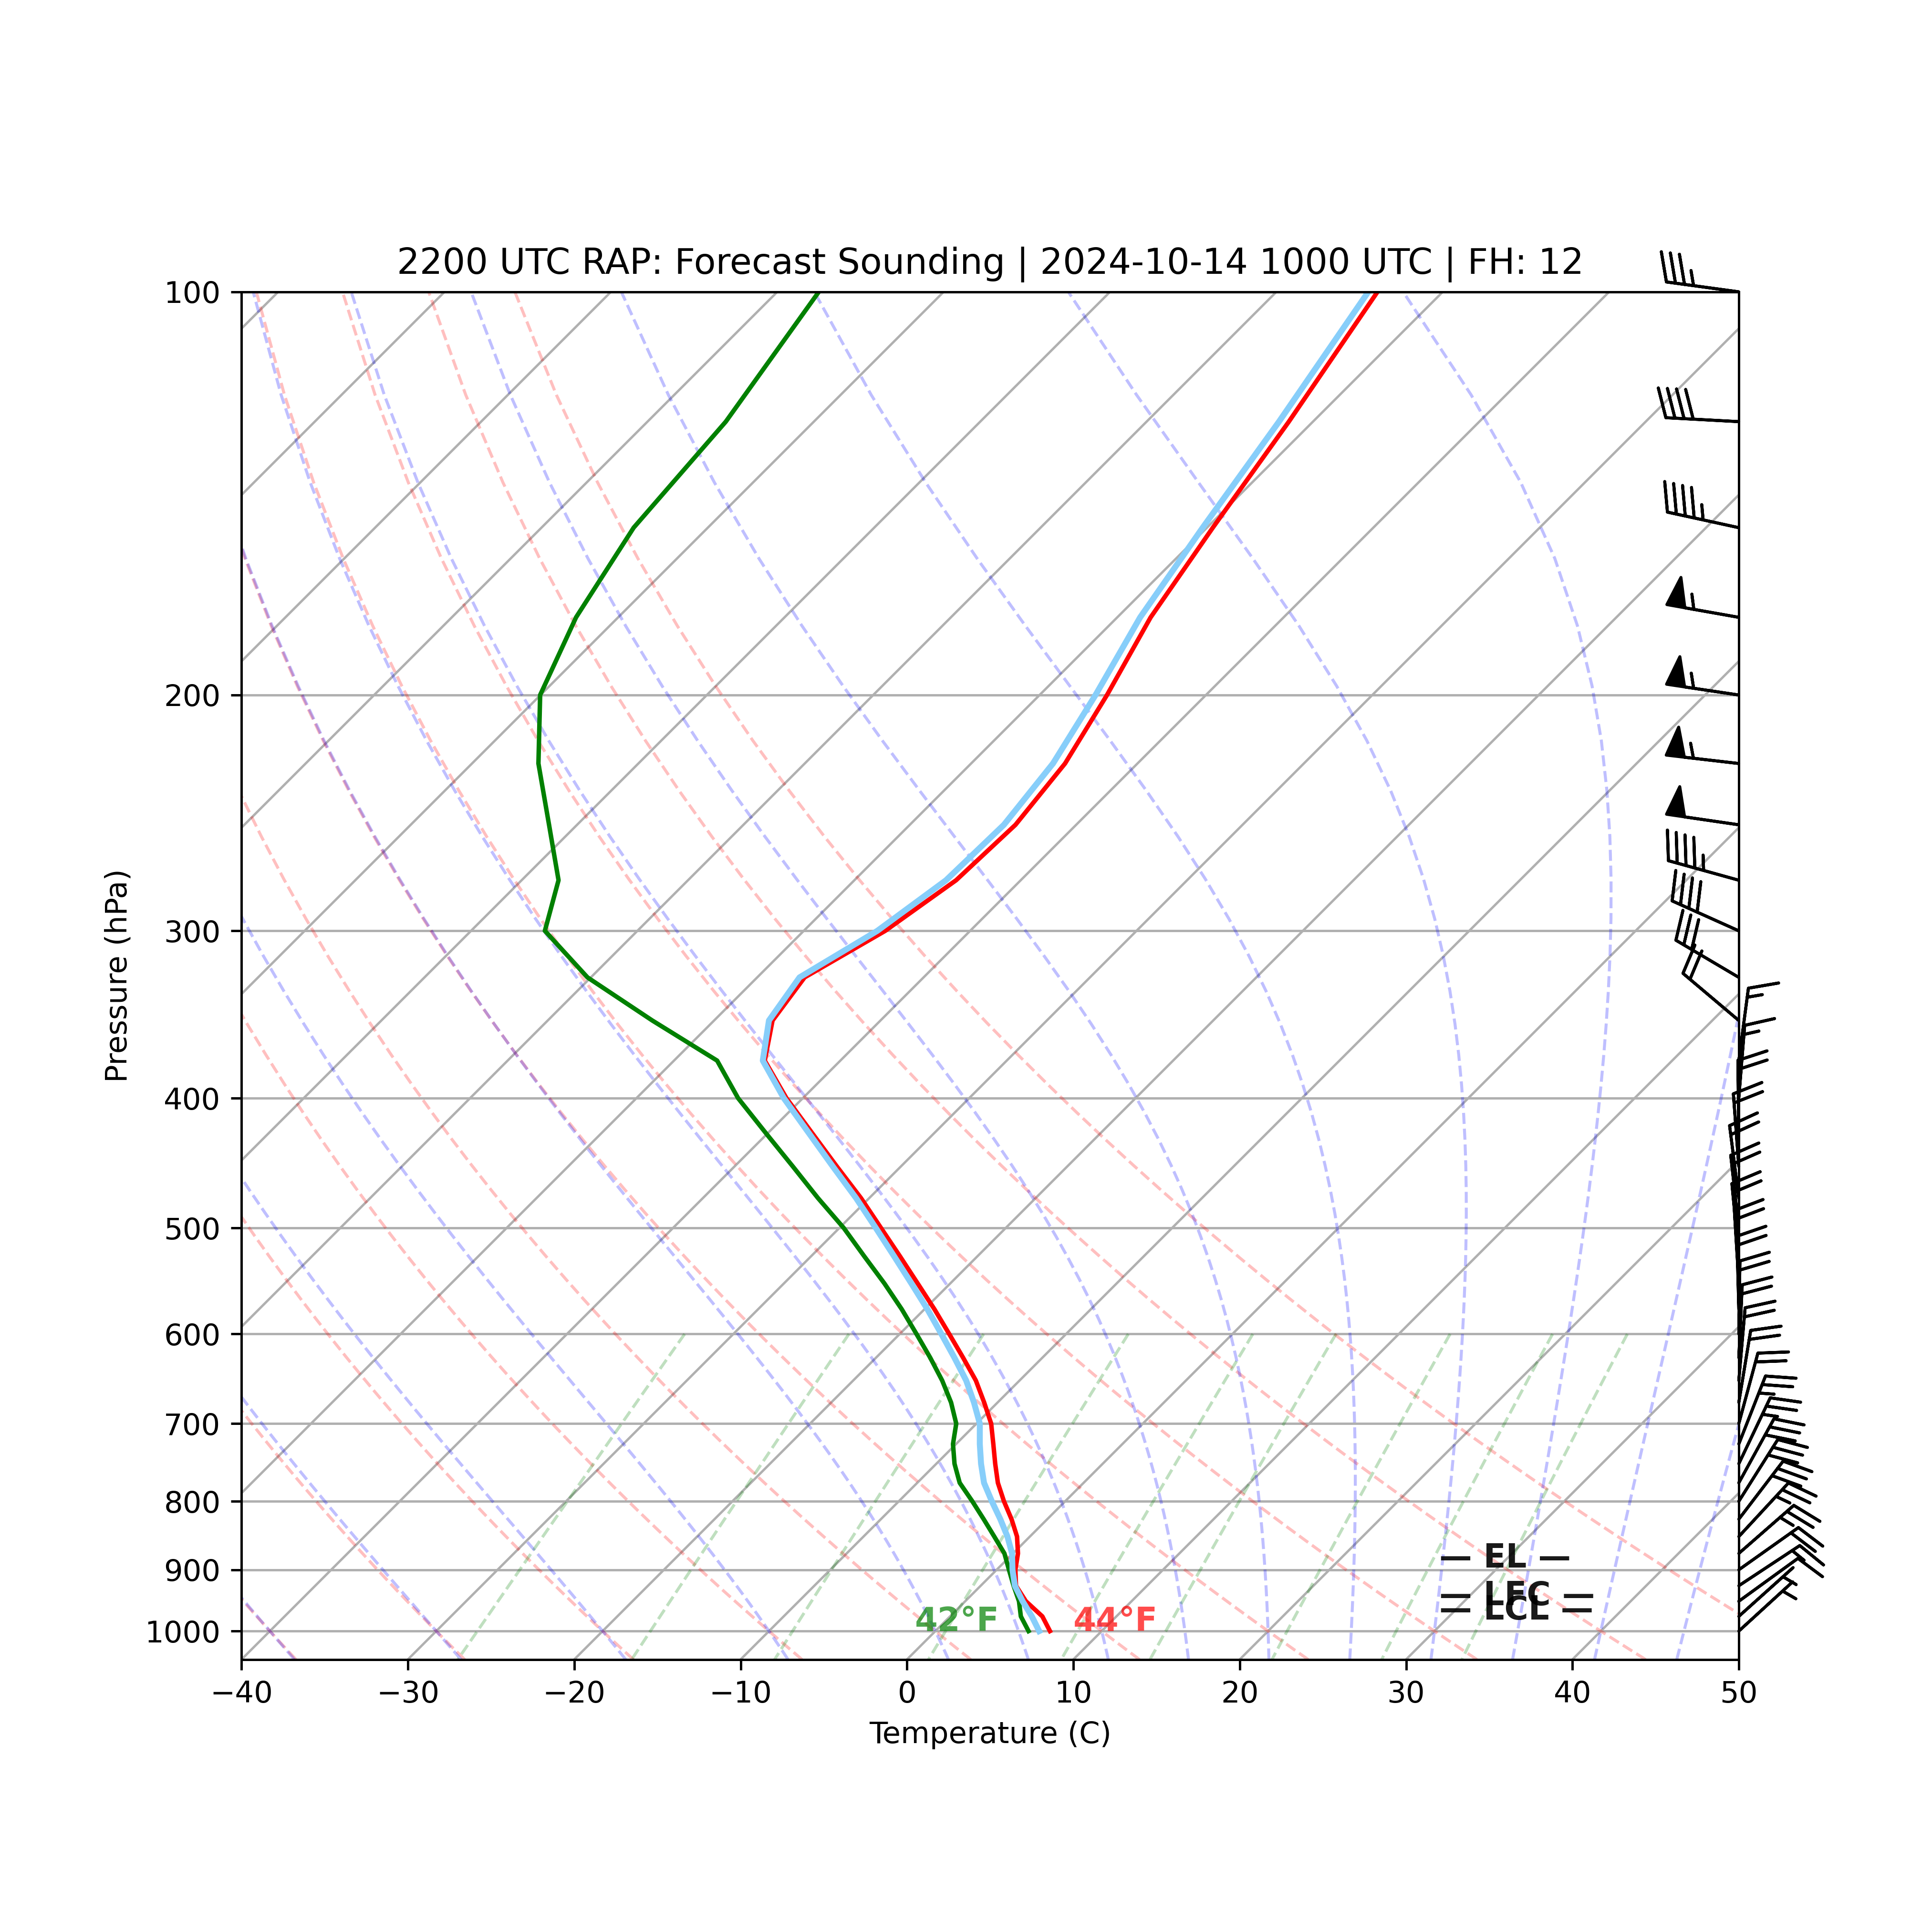 2200 UTC RAP: Forecast Sounding | 2024-10-14 1000 UTC | FH: 12
100
200
300
400
500
600
700
800
900
1000
Pressure (hPa)
— EL —
— LFC —
— LCL —
42°F 44°F
−40 −30 −20 −10 0 10 20 30 40 50
Temperature (C)